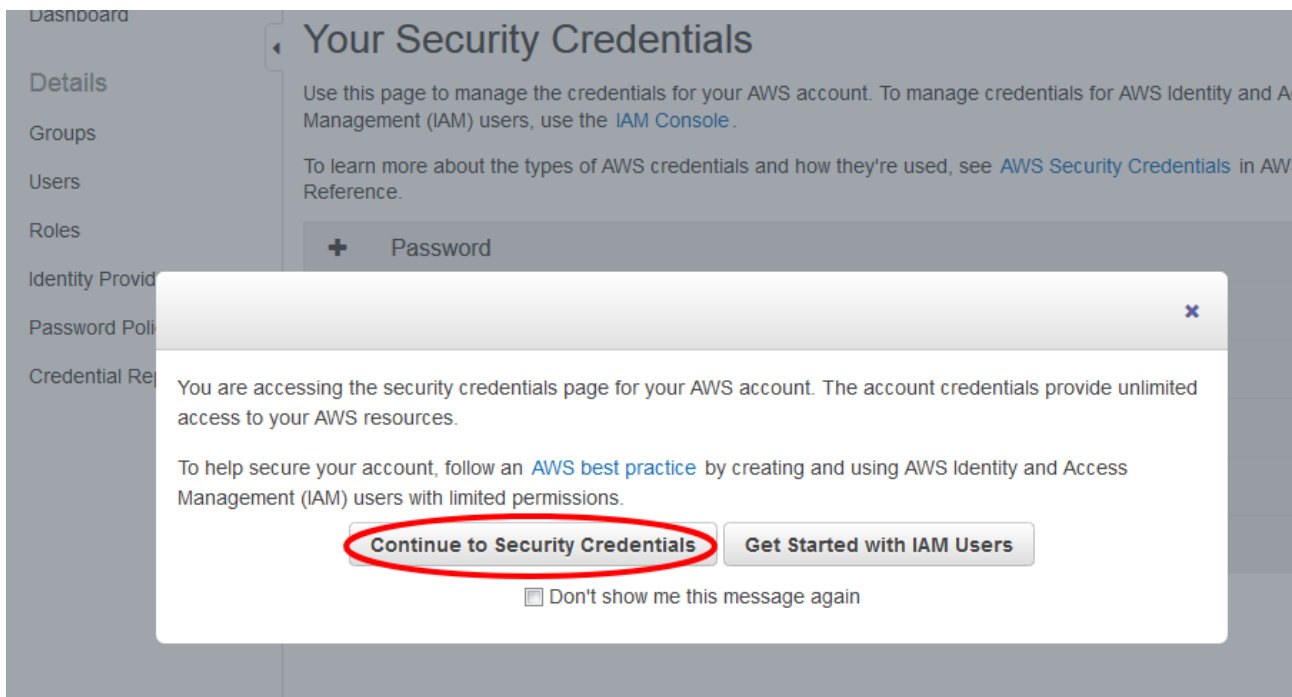 Dashboard
Details
Groups
Users
Roles
Identity Provid
Password Poli
Credential Rep
Your Security Credentials
Use this page to manage the credentials for your AWS account. To manage credentials for AWS Identity and A
Management (IAM) users, use the IAM Console.
To learn more about the types of AWS credentials and how they're used, see AWS Security Credentials in AW
Reference.
Password
You are accessing the security credentials page for your AWS account. The account credentials provide unlimited
access to your AWS resources.
To help secure your account, follow an AWS best practice by creating and using AWS Identity and Access
Management (IAM) users with limited permissions.
Continue to Security Credentials Get Started with IAM Users
Don't show me this message again